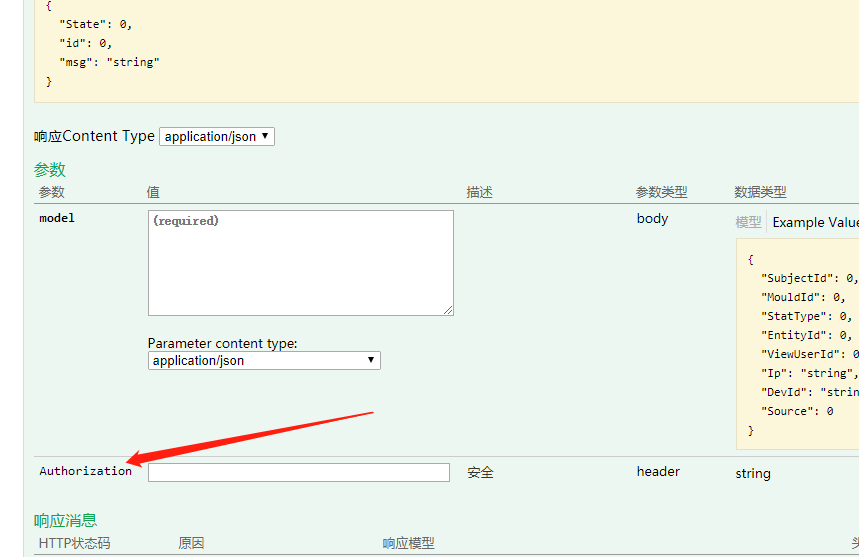 {
"State": 0,
"id": 0,
"msg": "string"
}
响应Content Type application/json
参数
参数 值 描述 参数类型 数据类型
model (required) body 模型 Example Value
{
"SubjectId": 0,
"MouldId": 0,
"StatType": 0,
"EntityId": 0,
"ViewUserId": 0
"Ip": "string",
"DevId": "strin
"Source": 0
}
Parameter content type:
application/json
Authorization 安全 header string
响应消息
HTTP状态码 原因 响应模型 头